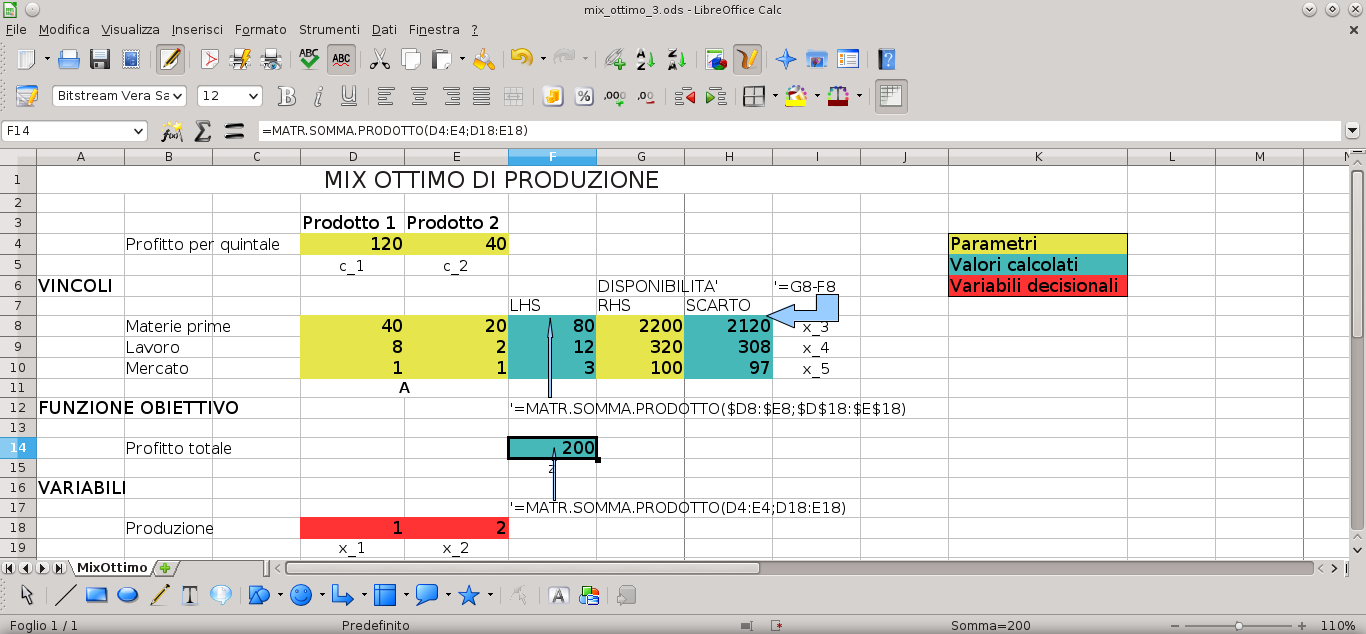 mix_ottimo_3.ods - LibreOffice Calc
File Modifica Visualizza Inserisci Formato Strumenti Dati Finestra ?
ABC ABC
Bitstream Vera Sa 12
F14 =MATR.SOMMA.PRODOTTO(D4:E4;D18:E18)
A B C D E F G H I J K L M N
1 MIX OTTIMO DI PRODUZIONE
2
3 Prodotto 1 Prodotto 2
4 Profitto per quintale 120 40 Parametri
5 c_1 c_2 Valori calcolati
6 VINCOLI DISPONIBILITA' '=G8-F8 Variabili decisionali
7 LHS RHS SCARTO
8 Materie prime 40 20 80 2200 2120 x_3
9 Lavoro 8 2 12 320 308 x_4
10 Mercato 1 1 3 100 97 x_5
11 A
12 FUNZIONE OBIETTIVO '=MATR.SOMMA.PRODOTTO($D8:$E8;$D$18:$E$18)
13
14 Profitto totale 200
15 z
16 VARIABILI
17 '=MATR.SOMMA.PRODOTTO(D4:E4;D18:E18)
18 Produzione 1 2
19 x_1 x_2
MixOttimo
Foglio 1 / 1 Predefinito Somma=200 110%